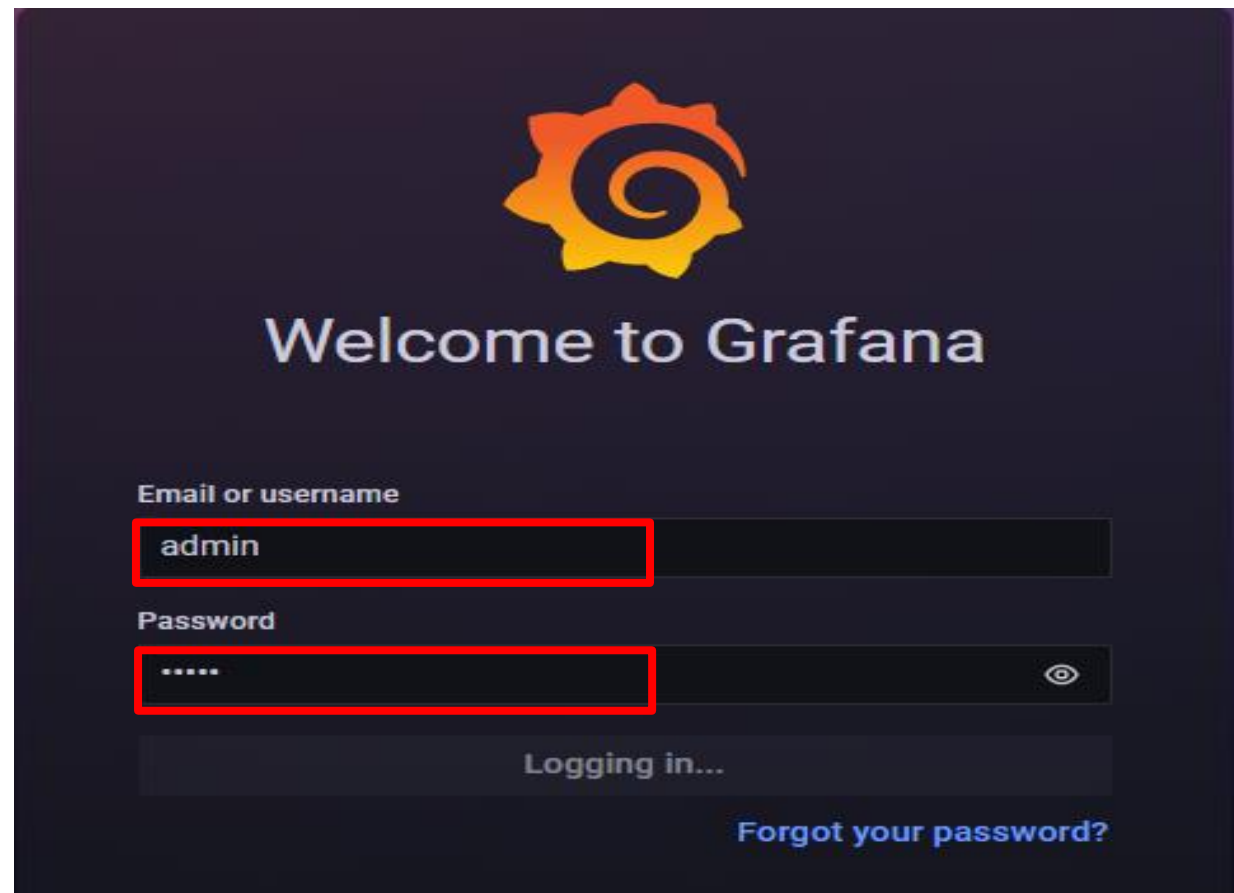 Welcome to Grafana
Email or username
admin
Password
•••••
Logging in...
Forgot your password?